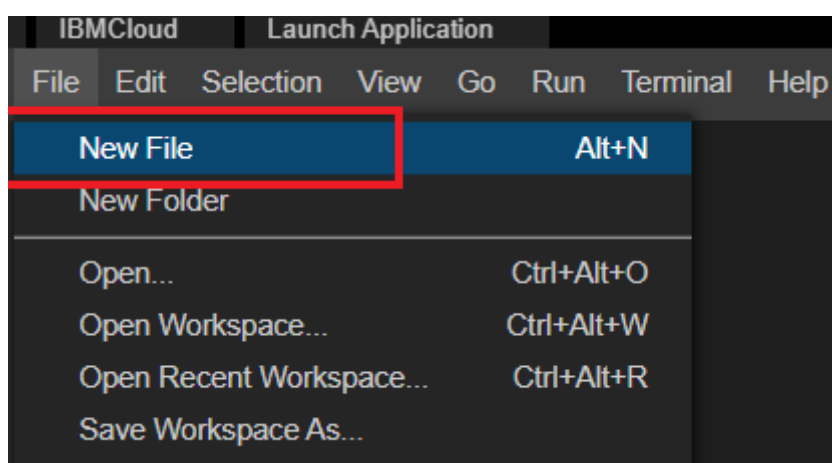 IBMCloud Launch Application
File Edit Selection View Go Run Terminal Help
New File Alt+N
New Folder
Open... Ctrl+Alt+O
Open Workspace... Ctrl+Alt+W
Open Recent Workspace... Ctrl+Alt+R
Save Workspace As...